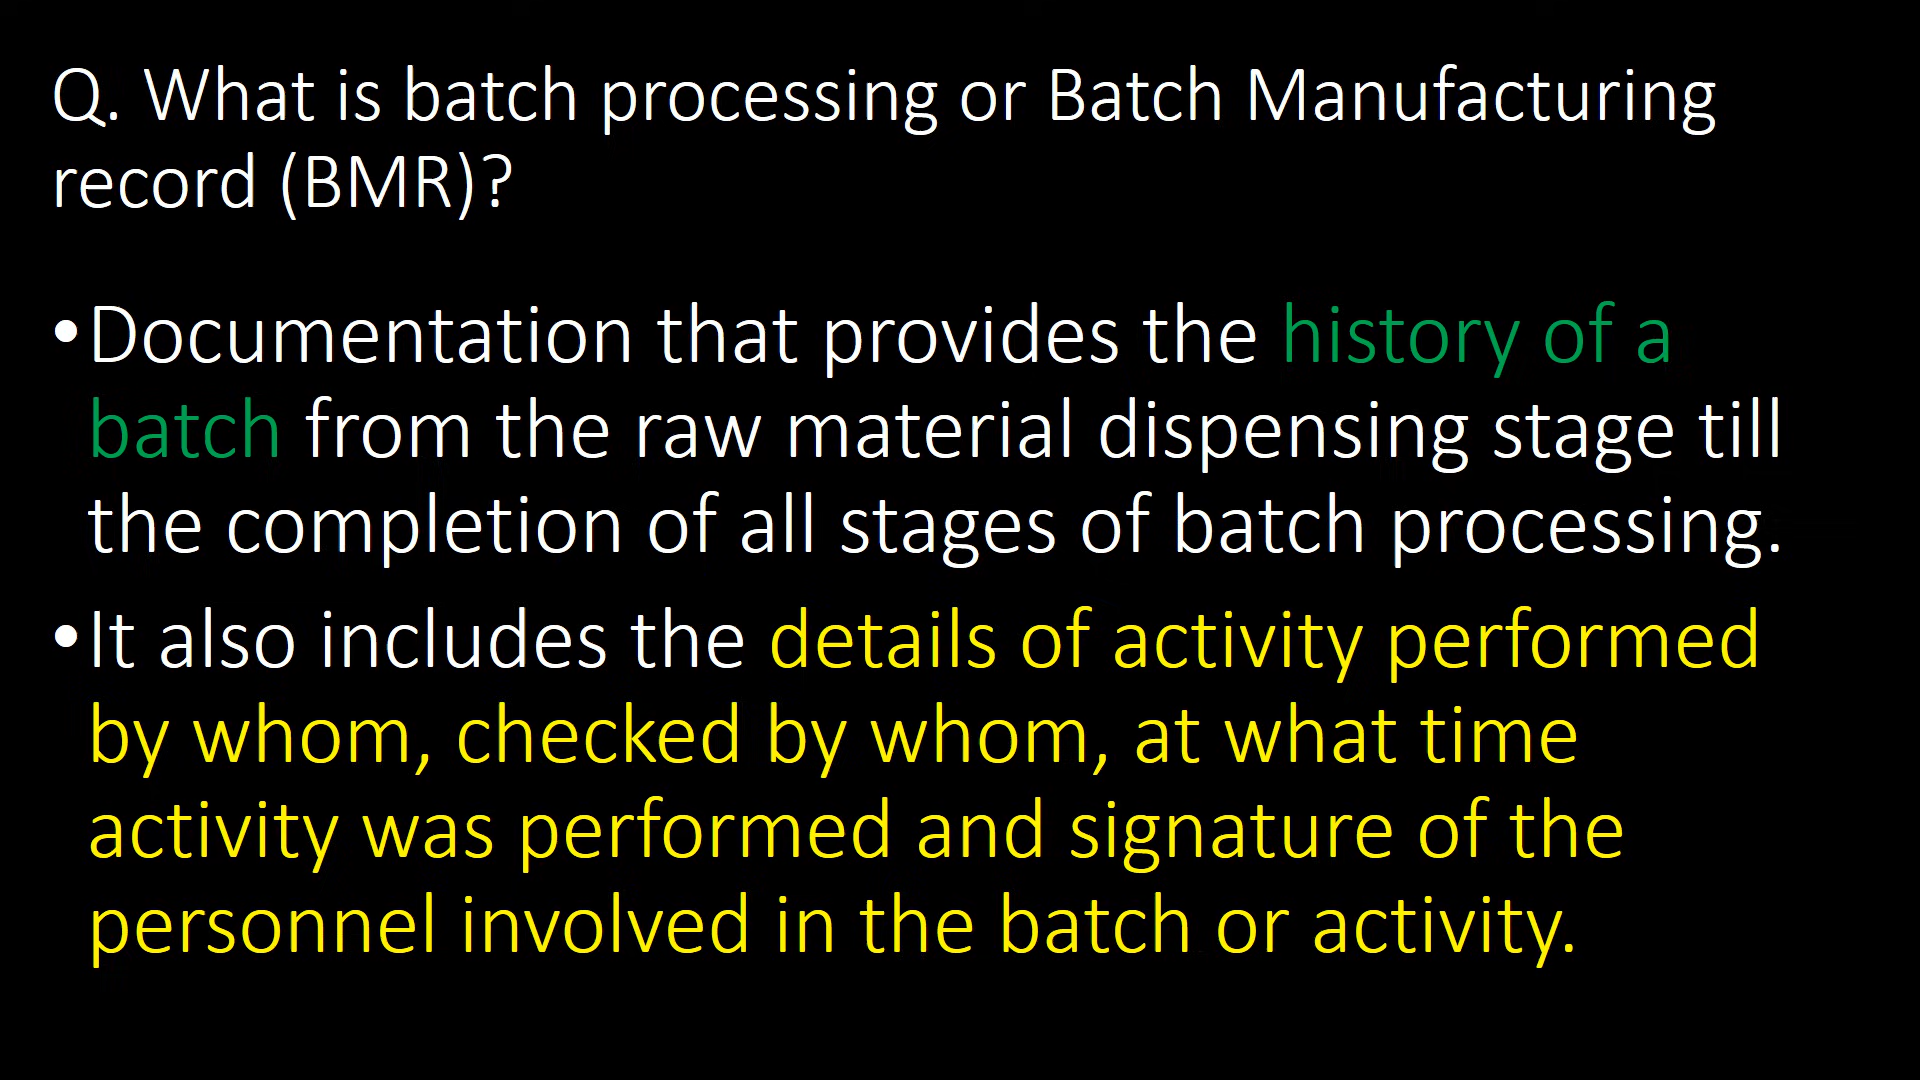 Q. What is batch processing or Batch Manufacturing
record (BMR)?
•Documentation that provides the history of a
batch from the raw material dispensing stage till
the completion of all stages of batch processing.
•It also includes the details of activity performed
by whom, checked by whom, at what time
activity was performed and signature of the
personnel involved in the batch or activity.